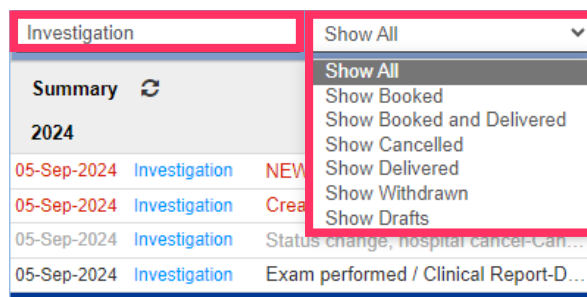 Investigation Show All
Show All
Summary Show Booked
Show Booked and Delivered
2024 Show Cancelled
05-Sep-2024 Investigation NEW Show Delivered
Show Withdrawn
05-Sep-2024 Investigation Crea Show Drafts
05-Sep-2024 Investigation Status change, hospital cancel-Can...
05-Sep-2024 Investigation Exam performed / Clinical Report-D...